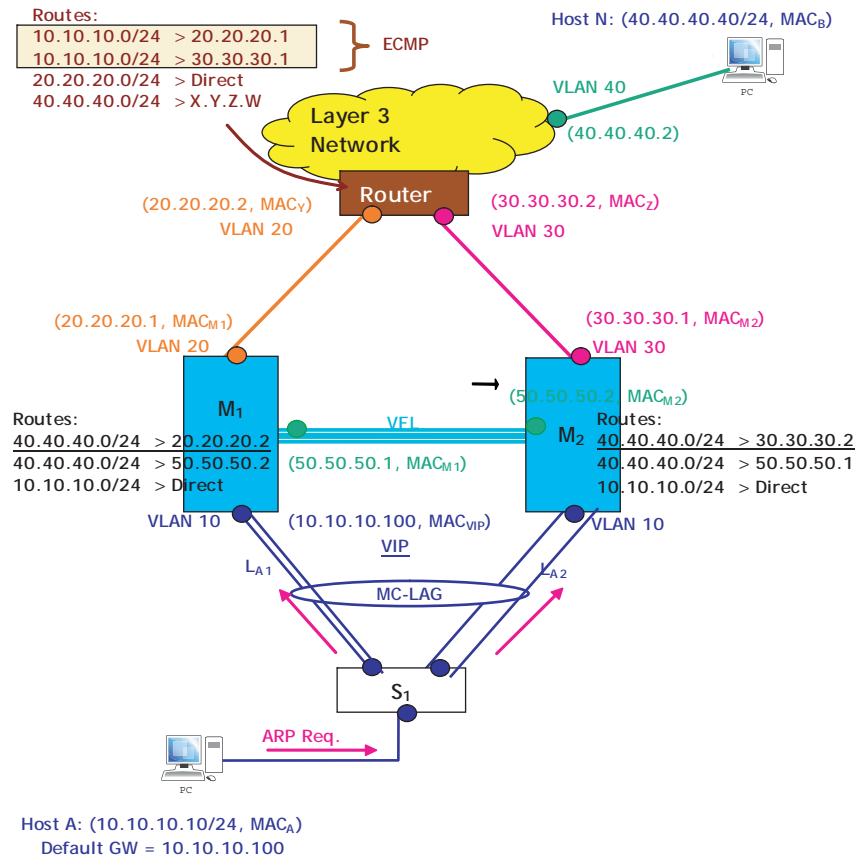 Routes:
10.10.10.0/24 > 20.20.20.1
10.10.10.0/24 > 30.30.30.1
20.20.20.0/24 > Direct
40.40.40.0/24 > X.Y.Z.W
ECMP
Host N: (40.40.40.40/24, MACB)
PC
VLAN 40
(40.40.40.2)
Layer 3
Network
Router
(20.20.20.2, MACY)
VLAN 20
(30.30.30.2, MACZ)
VLAN 30
(20.20.20.1, MACM1)
VLAN 20
(30.30.30.1, MACM2)
VLAN 30
M1
(50.50.50.2, MACM2)
VFL
M2
(50.50.50.1, MACM1)
Routes:
40.40.40.0/24 > 20.20.20.2
40.40.40.0/24 > 50.50.50.2
10.10.10.0/24 > Direct
Routes:
40.40.40.0/24 > 30.30.30.2
40.40.40.0/24 > 50.50.50.1
10.10.10.0/24 > Direct
VLAN 10
(10.10.10.100, MACVIP)
VIP
VLAN 10
LA1
LA2
MC-LAG
S1
ARP Req.
PC
Host A: (10.10.10.10/24, MACA)
Default GW = 10.10.10.100